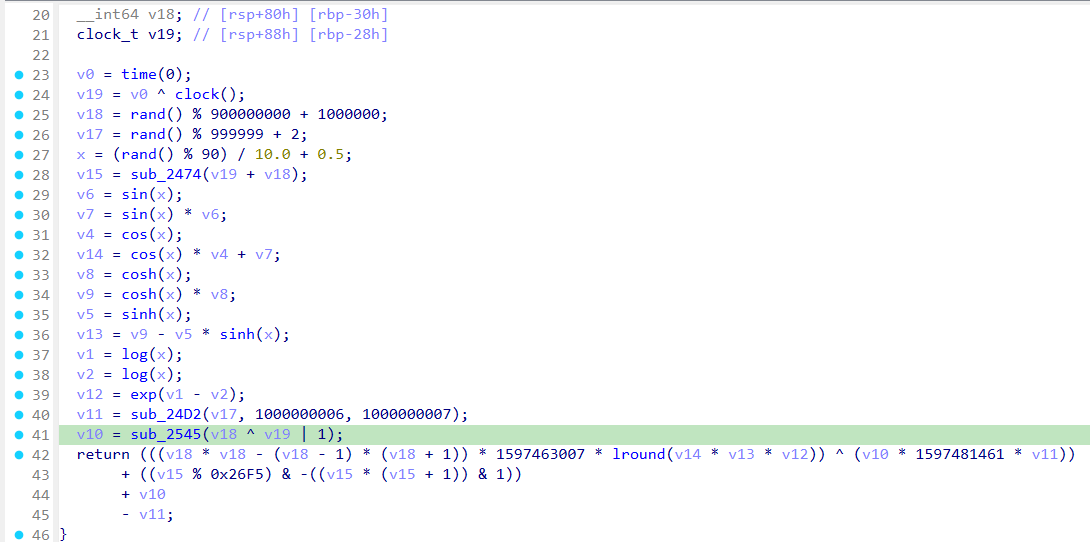 20 __int64 v18; // [rsp+80h] [rbp-30h]
21 clock_t v19; // [rsp+88h] [rbp-28h]
22
23 v0 = time(0);
24 v19 = v0 ^ clock();
25 v18 = rand() % 900000000 + 1000000;
26 v17 = rand() % 999999 + 2;
27 x = (rand() % 90) / 10.0 + 0.5;
28 v15 = sub_2474(v19 + v18);
29 v6 = sin(x);
30 v7 = sin(x) * v6;
31 v4 = cos(x);
32 v14 = cos(x) * v4 + v7;
33 v8 = cosh(x);
34 v9 = cosh(x) * v8;
35 v5 = sinh(x);
36 v13 = v9 - v5 * sinh(x);
37 v1 = log(x);
38 v2 = log(x);
39 v12 = exp(v1 - v2);
40 v11 = sub_24D2(v17, 1000000006, 1000000007);
41 v10 = sub_2545(v18 ^ v19 | 1);
42 return (((v18 * v18 - (v18 - 1) * (v18 + 1)) * 1597463007 * lround(v14 * v13 * v12)) ^ (v10 * 1597481461 * v11))
43 + ((v15 % 0x26F5) & -((v15 * (v15 + 1)) & 1))
44 + v10
45 - v11;
46 }